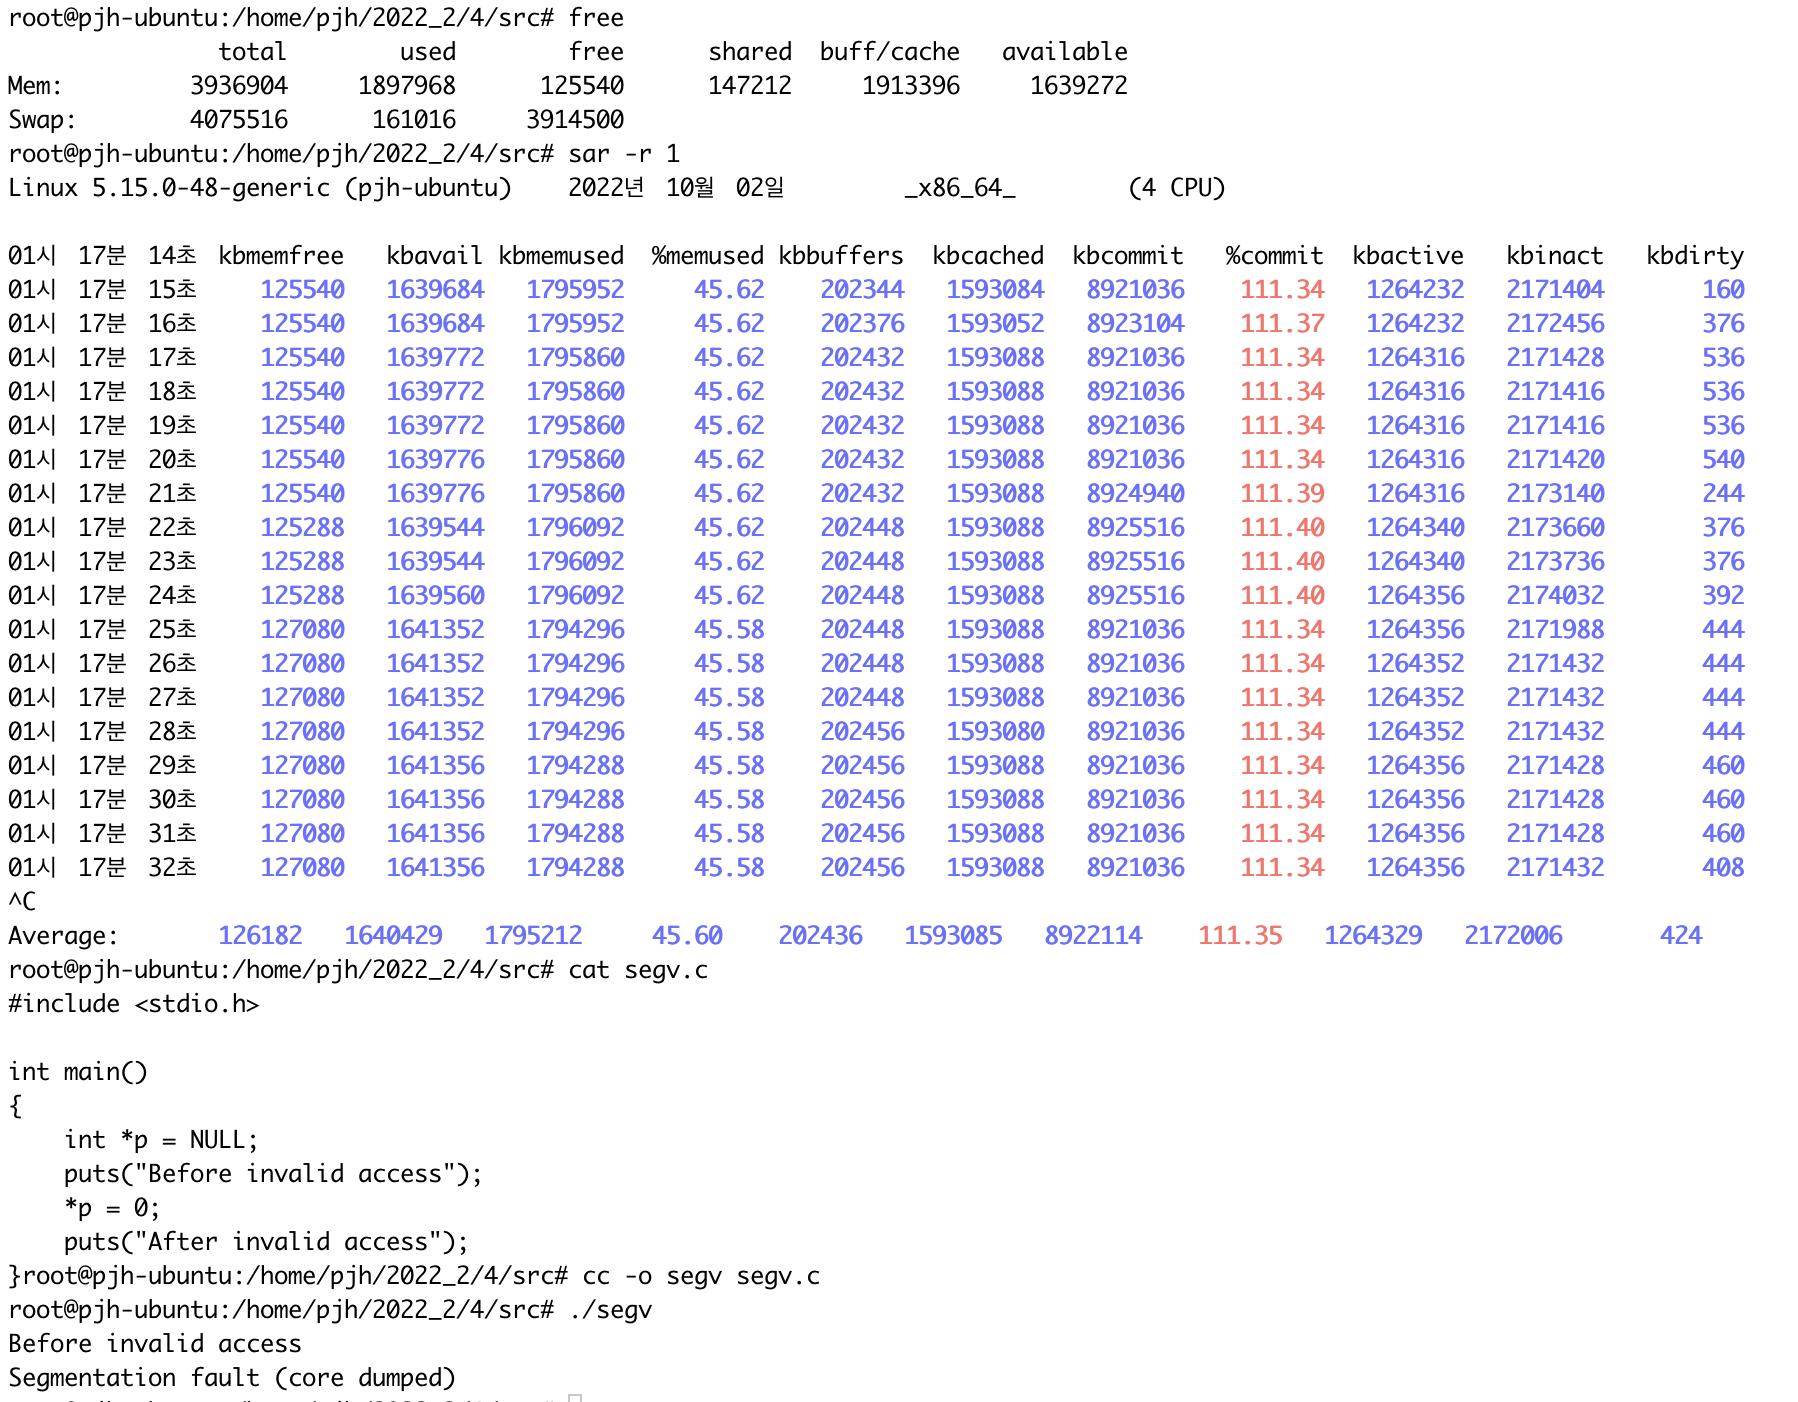 root@pjh-ubuntu:/home/pjh/2022_2/4/src# free
              total        used        free      shared  buff/cache   available
Mem:        3936904     1897968      125540      147212     1913396     1639272
Swap:       4075516      161016     3914500
root@pjh-ubuntu:/home/pjh/2022_2/4/src# sar -r 1
Linux 5.15.0-48-generic (pjh-ubuntu) 2022년 10월 02일 _x86_64_ (4 CPU)
01시 17분 14초 kbmemfree kbavail kbmemused %memused kbbuffers kbcached kbcommit %commit kbactive kbinact kbdirty
01시 17분 15초 125540 1639684 1795952 45.62 202344 1593084 8921036 111.34 1264232 2171404 160
01시 17분 16초 125540 1639684 1795952 45.62 202376 1593052 8923104 111.37 1264232 2172456 376
01시 17분 17초 125540 1639772 1795860 45.62 202432 1593088 8921036 111.34 1264316 2171428 536
01시 17분 18초 125540 1639772 1795860 45.62 202432 1593088 8921036 111.34 1264316 2171416 536
01시 17분 19초 125540 1639772 1795860 45.62 202432 1593088 8921036 111.34 1264316 2171416 536
01시 17분 20초 125540 1639776 1795860 45.62 202432 1593088 8921036 111.34 1264316 2171420 540
01시 17분 21초 125540 1639776 1795860 45.62 202432 1593088 8924940 111.39 1264316 2173140 244
01시 17분 22초 125288 1639544 1796092 45.62 202448 1593088 8925516 111.40 1264340 2173660 376
01시 17분 23초 125288 1639544 1796092 45.62 202448 1593088 8925516 111.40 1264340 2173736 376
01시 17분 24초 125288 1639560 1796092 45.62 202448 1593088 8925516 111.40 1264356 2174032 392
01시 17분 25초 127080 1641352 1794296 45.58 202448 1593088 8921036 111.34 1264356 2171988 444
01시 17분 26초 127080 1641352 1794296 45.58 202448 1593088 8921036 111.34 1264352 2171432 444
01시 17분 27초 127080 1641352 1794296 45.58 202448 1593088 8921036 111.34 1264352 2171432 444
01시 17분 28초 127080 1641352 1794296 45.58 202456 1593080 8921036 111.34 1264352 2171432 444
01시 17분 29초 127080 1641356 1794288 45.58 202456 1593088 8921036 111.34 1264356 2171428 460
01시 17분 30초 127080 1641356 1794288 45.58 202456 1593088 8921036 111.34 1264356 2171428 460
01시 17분 31초 127080 1641356 1794288 45.58 202456 1593088 8921036 111.34 1264356 2171428 460
01시 17분 32초 127080 1641356 1794288 45.58 202456 1593088 8921036 111.34 1264356 2171432 408
^C
Average: 126182 1640429 1795212 45.60 202436 1593085 8922114 111.35 1264329 2172006 424
root@pjh-ubuntu:/home/pjh/2022_2/4/src# cat segv.c
#include <stdio.h>
int main()
{
    int *p = NULL;
    puts("Before invalid access");
    *p = 0;
    puts("After invalid access");
}root@pjh-ubuntu:/home/pjh/2022_2/4/src# cc -o segv segv.c
root@pjh-ubuntu:/home/pjh/2022_2/4/src# ./segv
Before invalid access
Segmentation fault (core dumped)